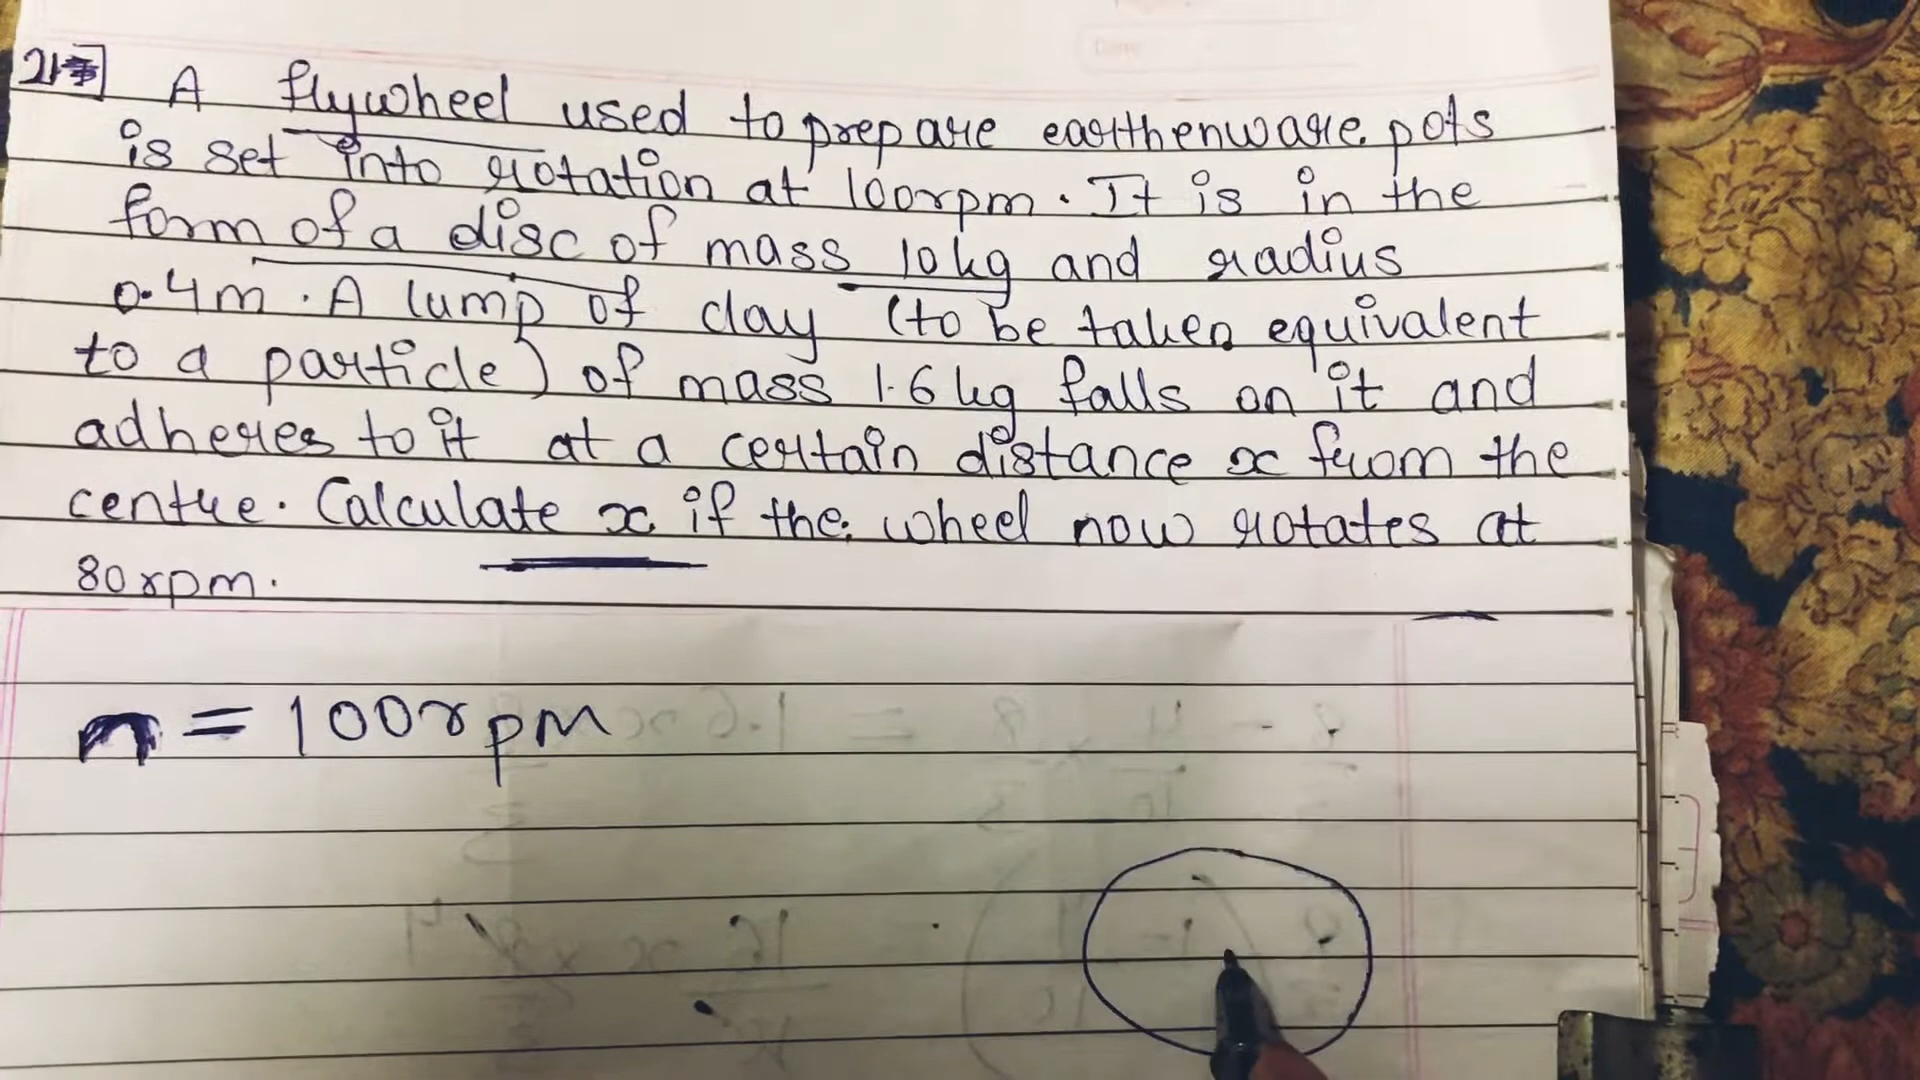 21
A flywheel used to prepare earthenware pots
is set into rotation at 100rpm. It is in the
form of a disc of mass 10kg and radius
0.4m. A lump of clay (to be taken equivalent
to a particle) of mass 1.6kg falls on it and
adheres to it at a certain distance x from the
centre. Calculate x if the wheel now rotates at
80rpm.
n = 100rpm